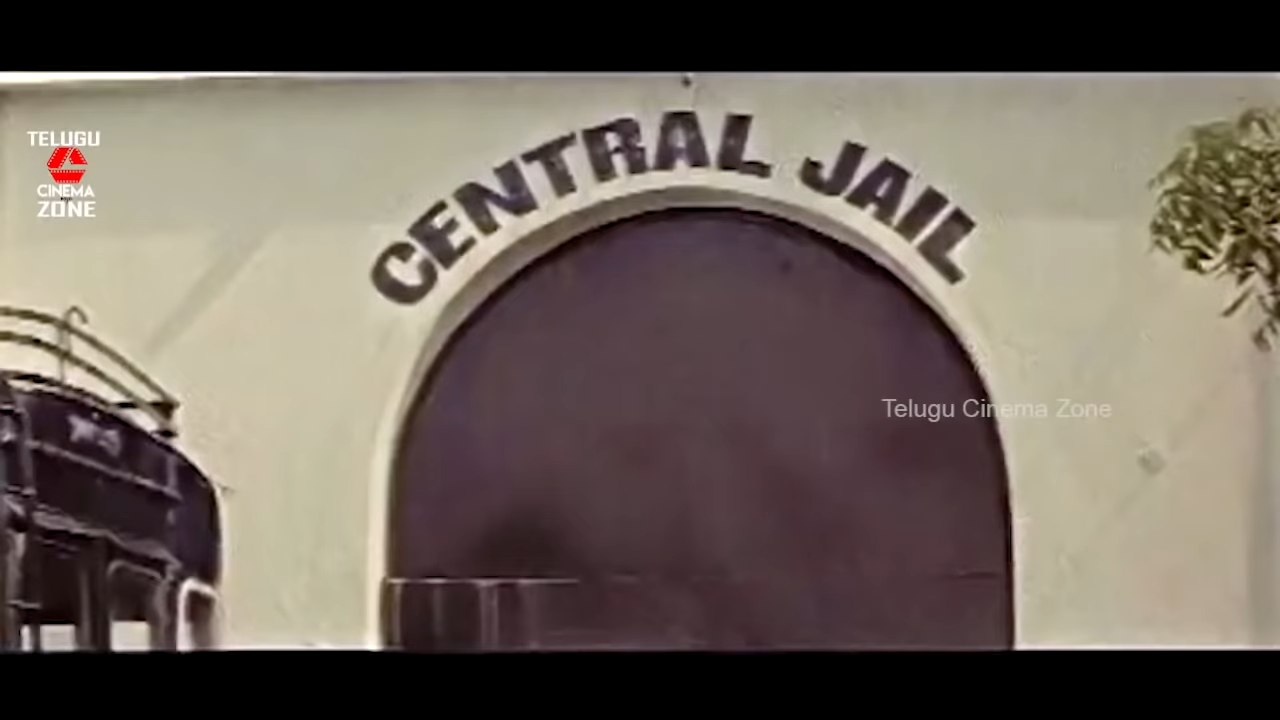 TELUGU
CINEMA
ZONE
CENTRAL JAIL
Telugu Cinema Zone